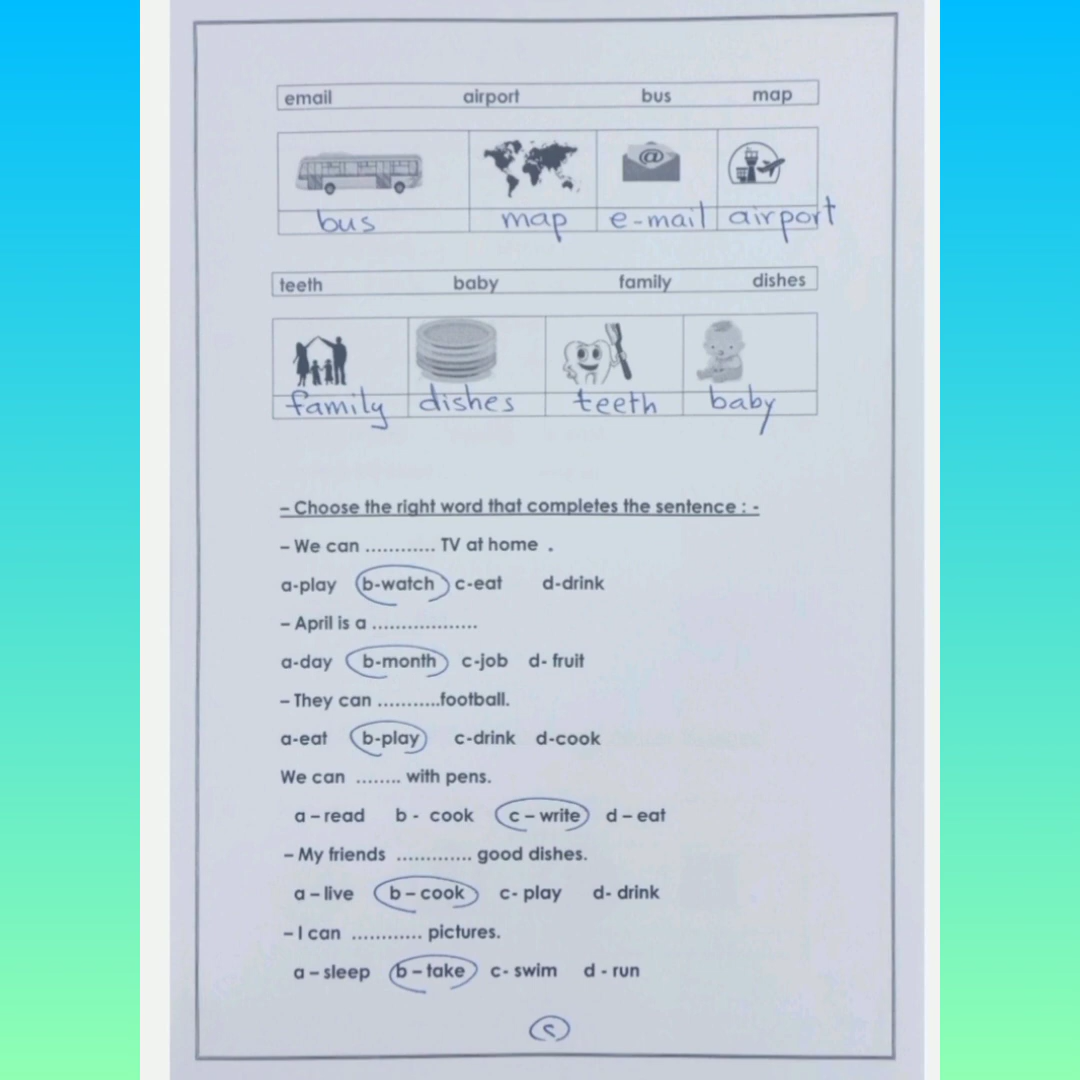 email airport bus map
@
bus map e-mail airport
teeth baby family dishes
family dishes teeth baby
– Choose the right word that completes the sentence : -
– We can ............ TV at home .
a-play b-watch c-eat d-drink
– April is a ..................
a-day b-month c-job d- fruit
– They can ...........football.
a-eat b-play c-drink d-cook
We can ........ with pens.
a – read b - cook c – write d – eat
– My friends ............. good dishes.
a – live b – cook c- play d- drink
– I can ............ pictures.
a – sleep b – take c- swim d - run